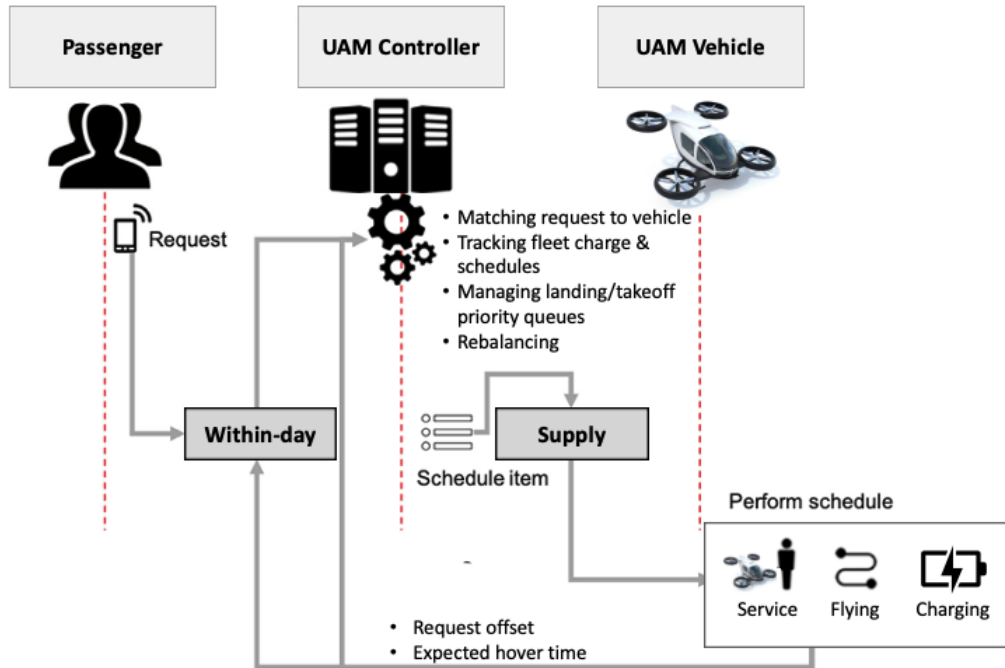 Passenger
UAM Controller
UAM Vehicle
Request
• Matching request to vehicle
• Tracking fleet charge &
schedules
• Managing landing/takeoff
priority queues
• Rebalancing
Within-day
Supply
Schedule item
Perform schedule
Service
Flying
Charging
• Request offset
• Expected hover time